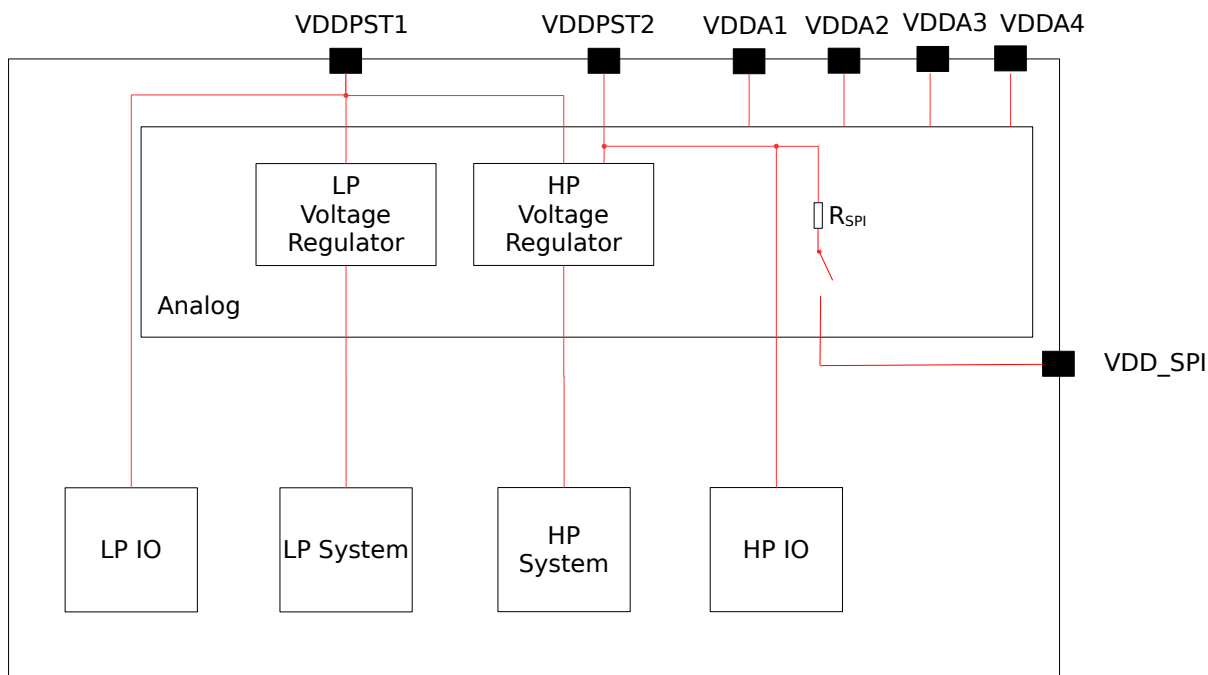 VDDPST1
VDDPST2
VDDA1
VDDA2
VDDA3
VDDA4
LP
Voltage
Regulator
HP
Voltage
Regulator
RSPI
Analog
VDD_SPI
LP IO
LP System
HP
System
HP IO